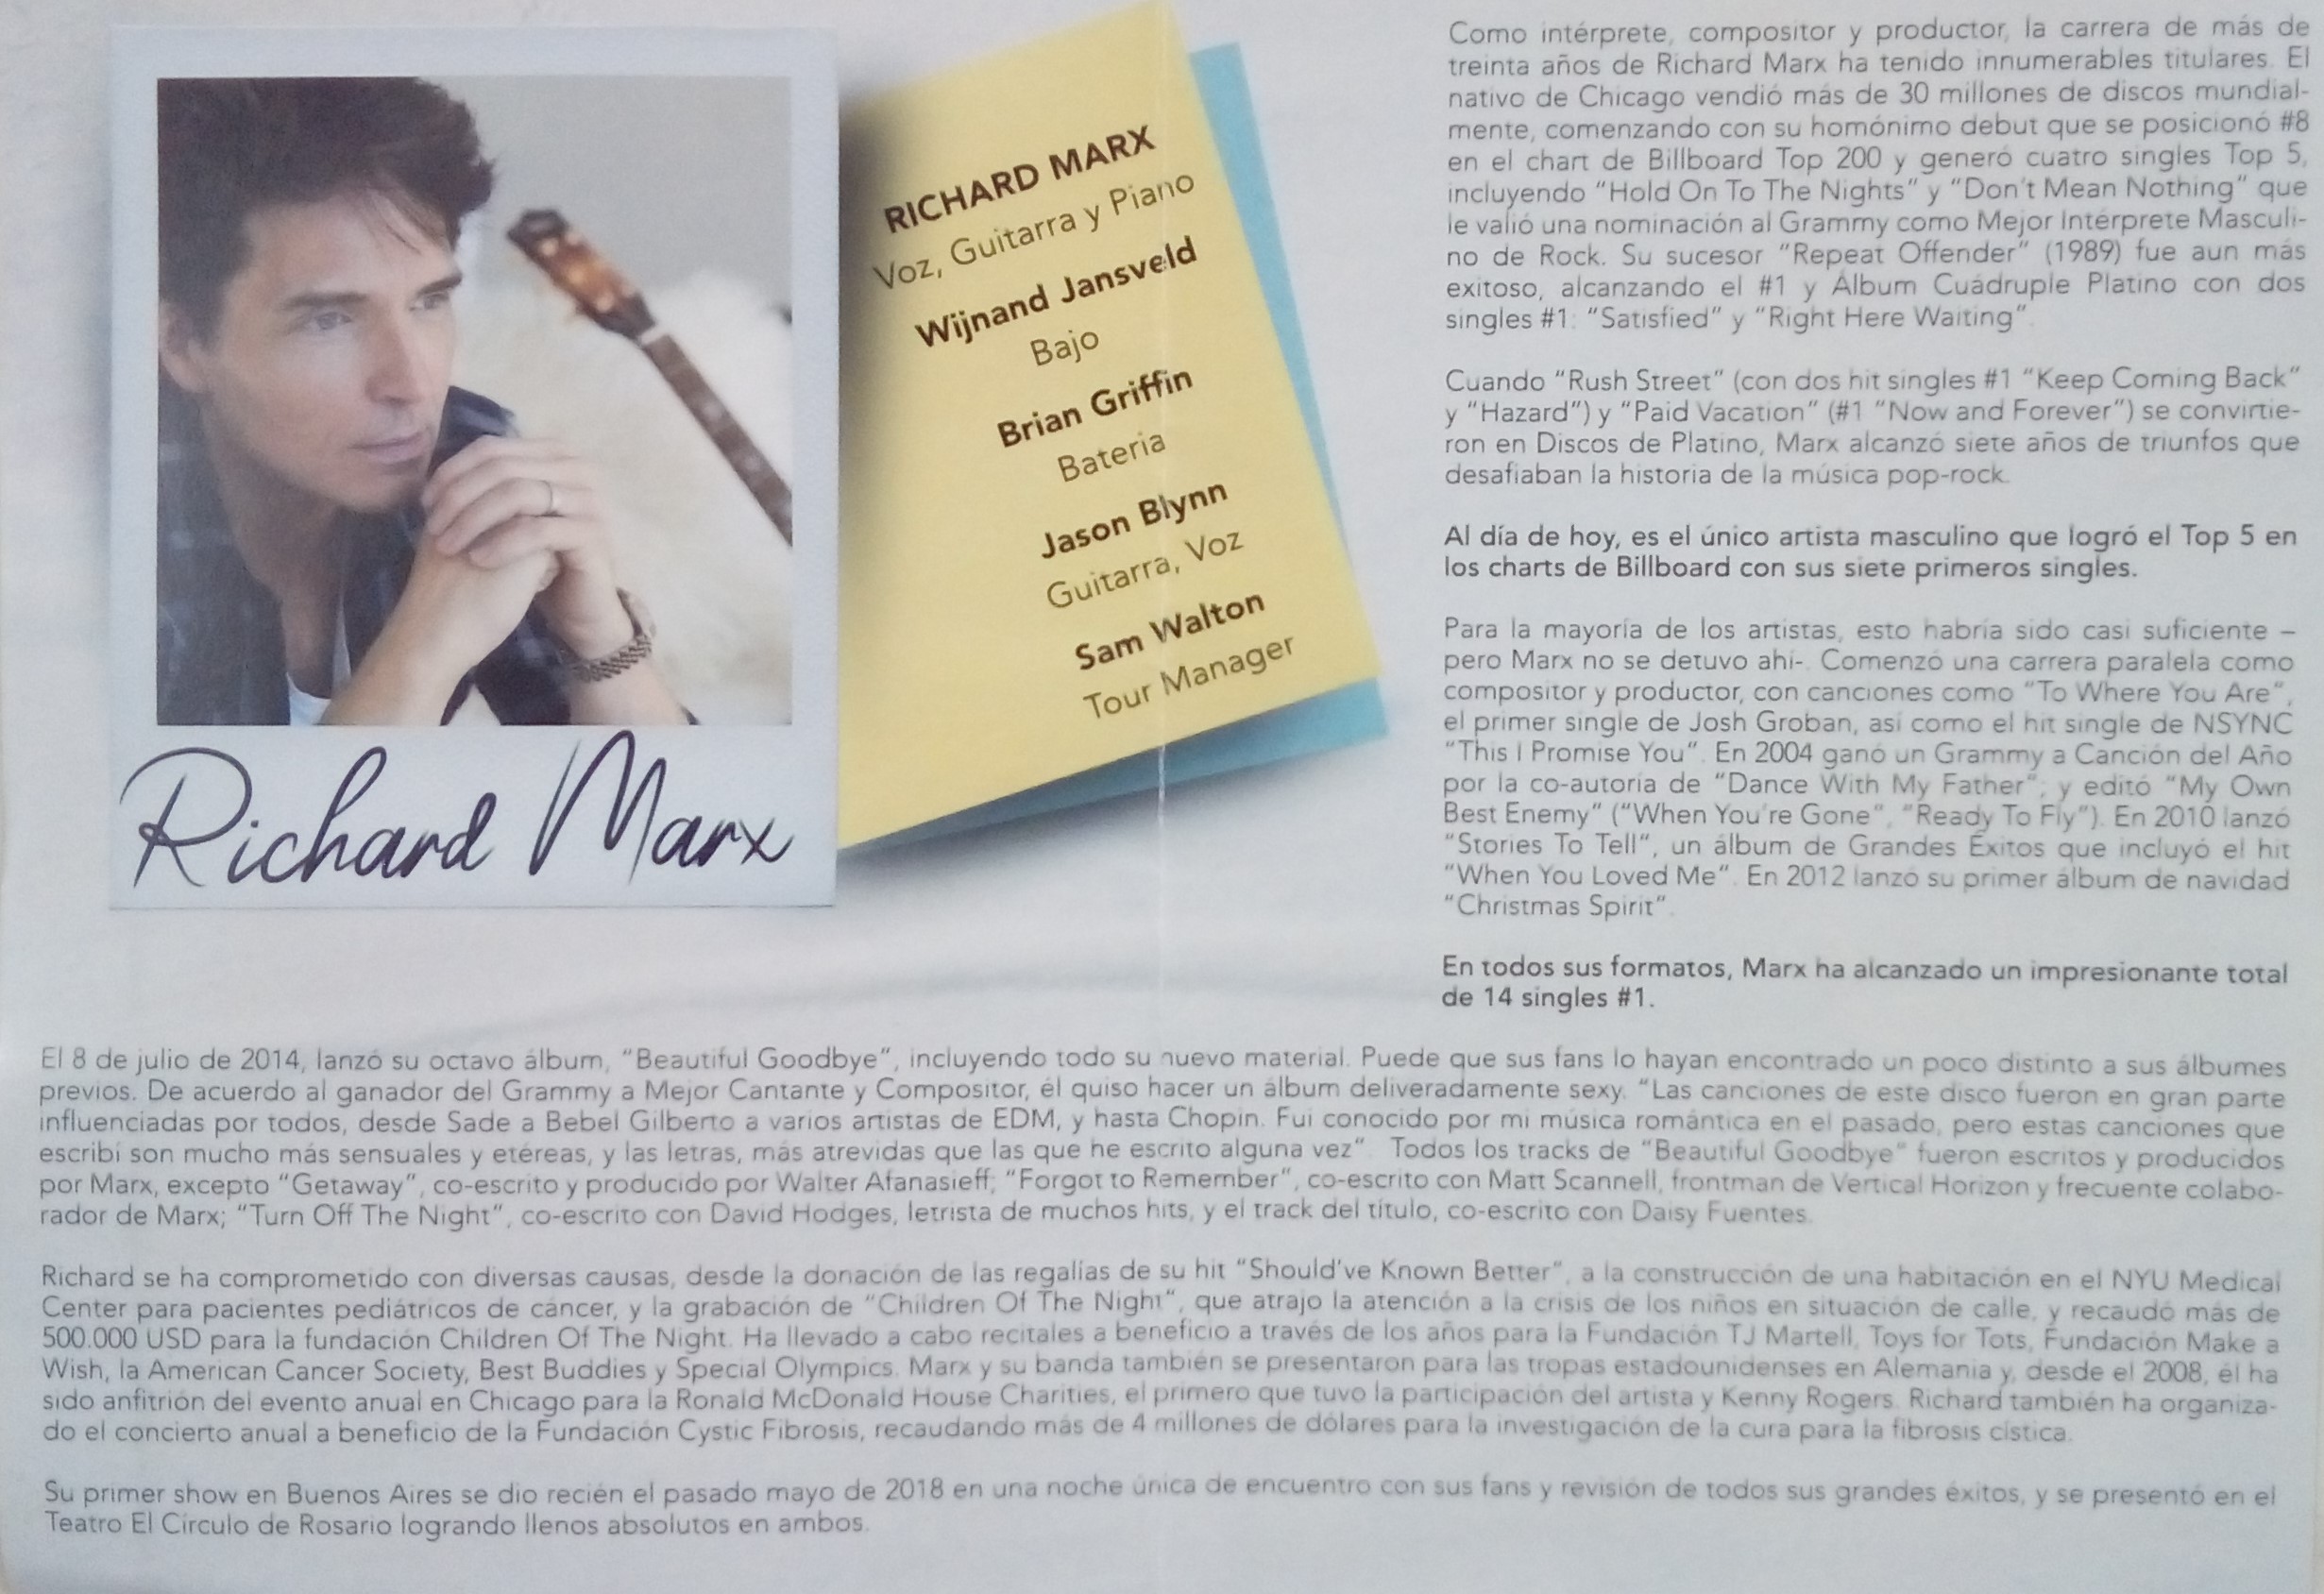 Richard Marx
RICHARD MARX
Voz, Guitarra y Piano
Wijnand Jansveld
Bajo
Brian Griffin
Bateria
Jason Blynn
Guitarra, Voz
Sam Walton
Tour Manager
Como intérprete, compositor y productor, la carrera de más de
treinta años de Richard Marx ha tenido innumerables titulares. El
nativo de Chicago vendió más de 30 millones de discos mundial-
mente, comenzando con su homónimo debut que se posicionó #8
en el chart de Billboard Top 200 y generó cuatro singles Top 5,
incluyendo “Hold On To The Nights” y “Don't Mean Nothing” que
le valió una nominación al Grammy como Mejor Intérprete Masculi-
no de Rock. Su sucesor “Repeat Offender” (1989) fue aun más
exitoso, alcanzando el #1 y Álbum Cuádruple Platino con dos
singles #1: “Satisfied” y “Right Here Waiting”.
Cuando “Rush Street” (con dos hit singles #1 “Keep Coming Back”
y “Hazard”) y “Paid Vacation” (#1 “Now and Forever”) se convirtie-
ron en Discos de Platino, Marx alcanzó siete años de triunfos que
desafiaban la historia de la música pop-rock.
Al día de hoy, es el único artista masculino que logró el Top 5 en
los charts de Billboard con sus siete primeros singles.
Para la mayoría de los artistas, esto habría sido casi suficiente –
pero Marx no se detuvo ahí-. Comenzó una carrera paralela como
compositor y productor, con canciones como “To Where You Are”,
el primer single de Josh Groban, así como el hit single de NSYNC
“This I Promise You”. En 2004 ganó un Grammy a Canción del Año
por la co-autoría de “Dance With My Father”; y editó “My Own
Best Enemy” (“When You're Gone”, “Ready To Fly”). En 2010 lanzó
“Stories To Tell”, un álbum de Grandes Éxitos que incluyó el hit
“When You Loved Me”. En 2012 lanzó su primer álbum de navidad
“Christmas Spirit”.
En todos sus formatos, Marx ha alcanzado un impresionante total
de 14 singles #1.
El 8 de julio de 2014, lanzó su octavo álbum, “Beautiful Goodbye”, incluyendo todo su nuevo material. Puede que sus fans lo hayan encontrado un poco distinto a sus álbumes
previos. De acuerdo al ganador del Grammy a Mejor Cantante y Compositor, él quiso hacer un álbum deliveradamente sexy. “Las canciones de este disco fueron en gran parte
influenciadas por todos, desde Sade a Bebel Gilberto a varios artistas de EDM, y hasta Chopin. Fui conocido por mi música romántica en el pasado, pero estas canciones que
escribí son mucho más sensuales y etéreas, y las letras, más atrevidas que las que he escrito alguna vez”. Todos los tracks de “Beautiful Goodbye” fueron escritos y producidos
por Marx, excepto “Getaway”, co-escrito y producido por Walter Afanasieff; “Forgot to Remember”, co-escrito con Matt Scannell, frontman de Vertical Horizon y frecuente colabo-
rador de Marx; “Turn Off The Night”, co-escrito con David Hodges, letrista de muchos hits, y el track del título, co-escrito con Daisy Fuentes.
Richard se ha comprometido con diversas causas, desde la donación de las regalías de su hit “Should've Known Better”, a la construcción de una habitación en el NYU Medical
Center para pacientes pediátricos de cáncer, y la grabación de “Children Of The Night”, que atrajo la atención a la crisis de los niños en situación de calle, y recaudó más de
500.000 USD para la fundación Children Of The Night. Ha llevado a cabo recitales a beneficio a través de los años para la Fundación TJ Martell, Toys for Tots, Fundación Make a
Wish, la American Cancer Society, Best Buddies y Special Olympics. Marx y su banda también se presentaron para las tropas estadounidenses en Alemania y, desde el 2008, él ha
sido anfitrión del evento anual en Chicago para la Ronald McDonald House Charities, el primero que tuvo la participación del artista y Kenny Rogers. Richard también ha organiza-
do el concierto anual a beneficio de la Fundación Cystic Fibrosis, recaudando más de 4 millones de dólares para la investigación de la cura para la fibrosis cística.
Su primer show en Buenos Aires se dio recién el pasado mayo de 2018 en una noche única de encuentro con sus fans y revisión de todos sus grandes éxitos, y se presentó en el
Teatro El Círculo de Rosario logrando llenos absolutos en ambos.